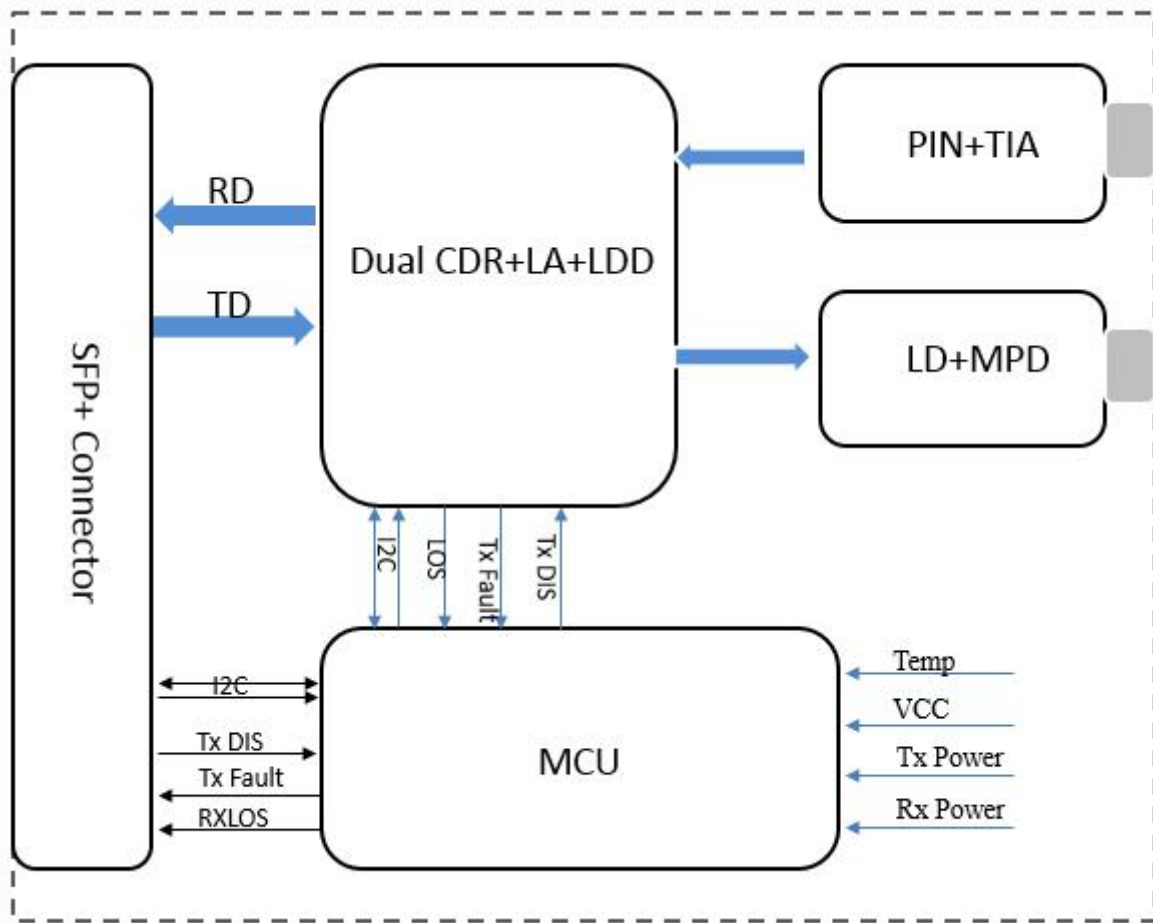 PIN+TIA
RD
Dual CDR+LA+LDD
TD
LD+MPD
SFP+ Connector
I2C
LOS
Tx Fault
Tx DIS
Temp
I2C
VCC
Tx DIS
MCU
Tx Power
Tx Fault
Rx Power
RXLOS